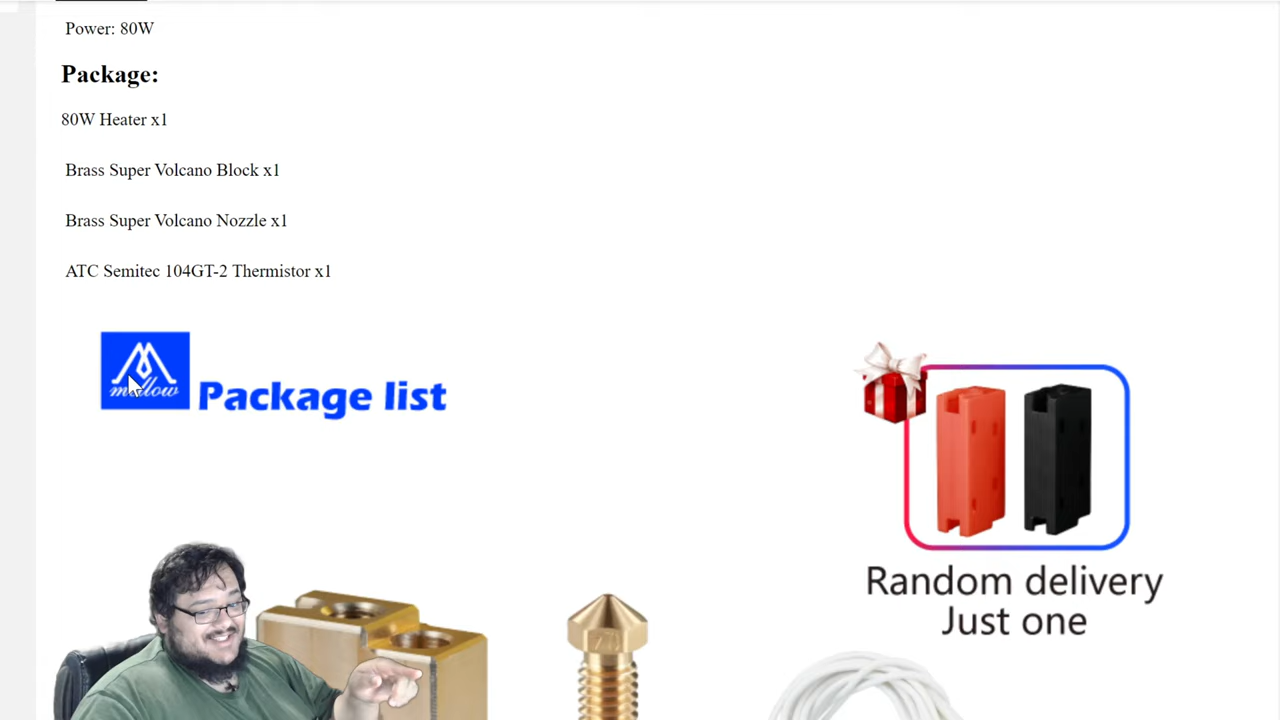 Power: 80W
Package:
80W Heater x1
Brass Super Volcano Block x1
Brass Super Volcano Nozzle x1
ATC Semitec 104GT-2 Thermistor x1
mellow
Package list
Random delivery
Just one